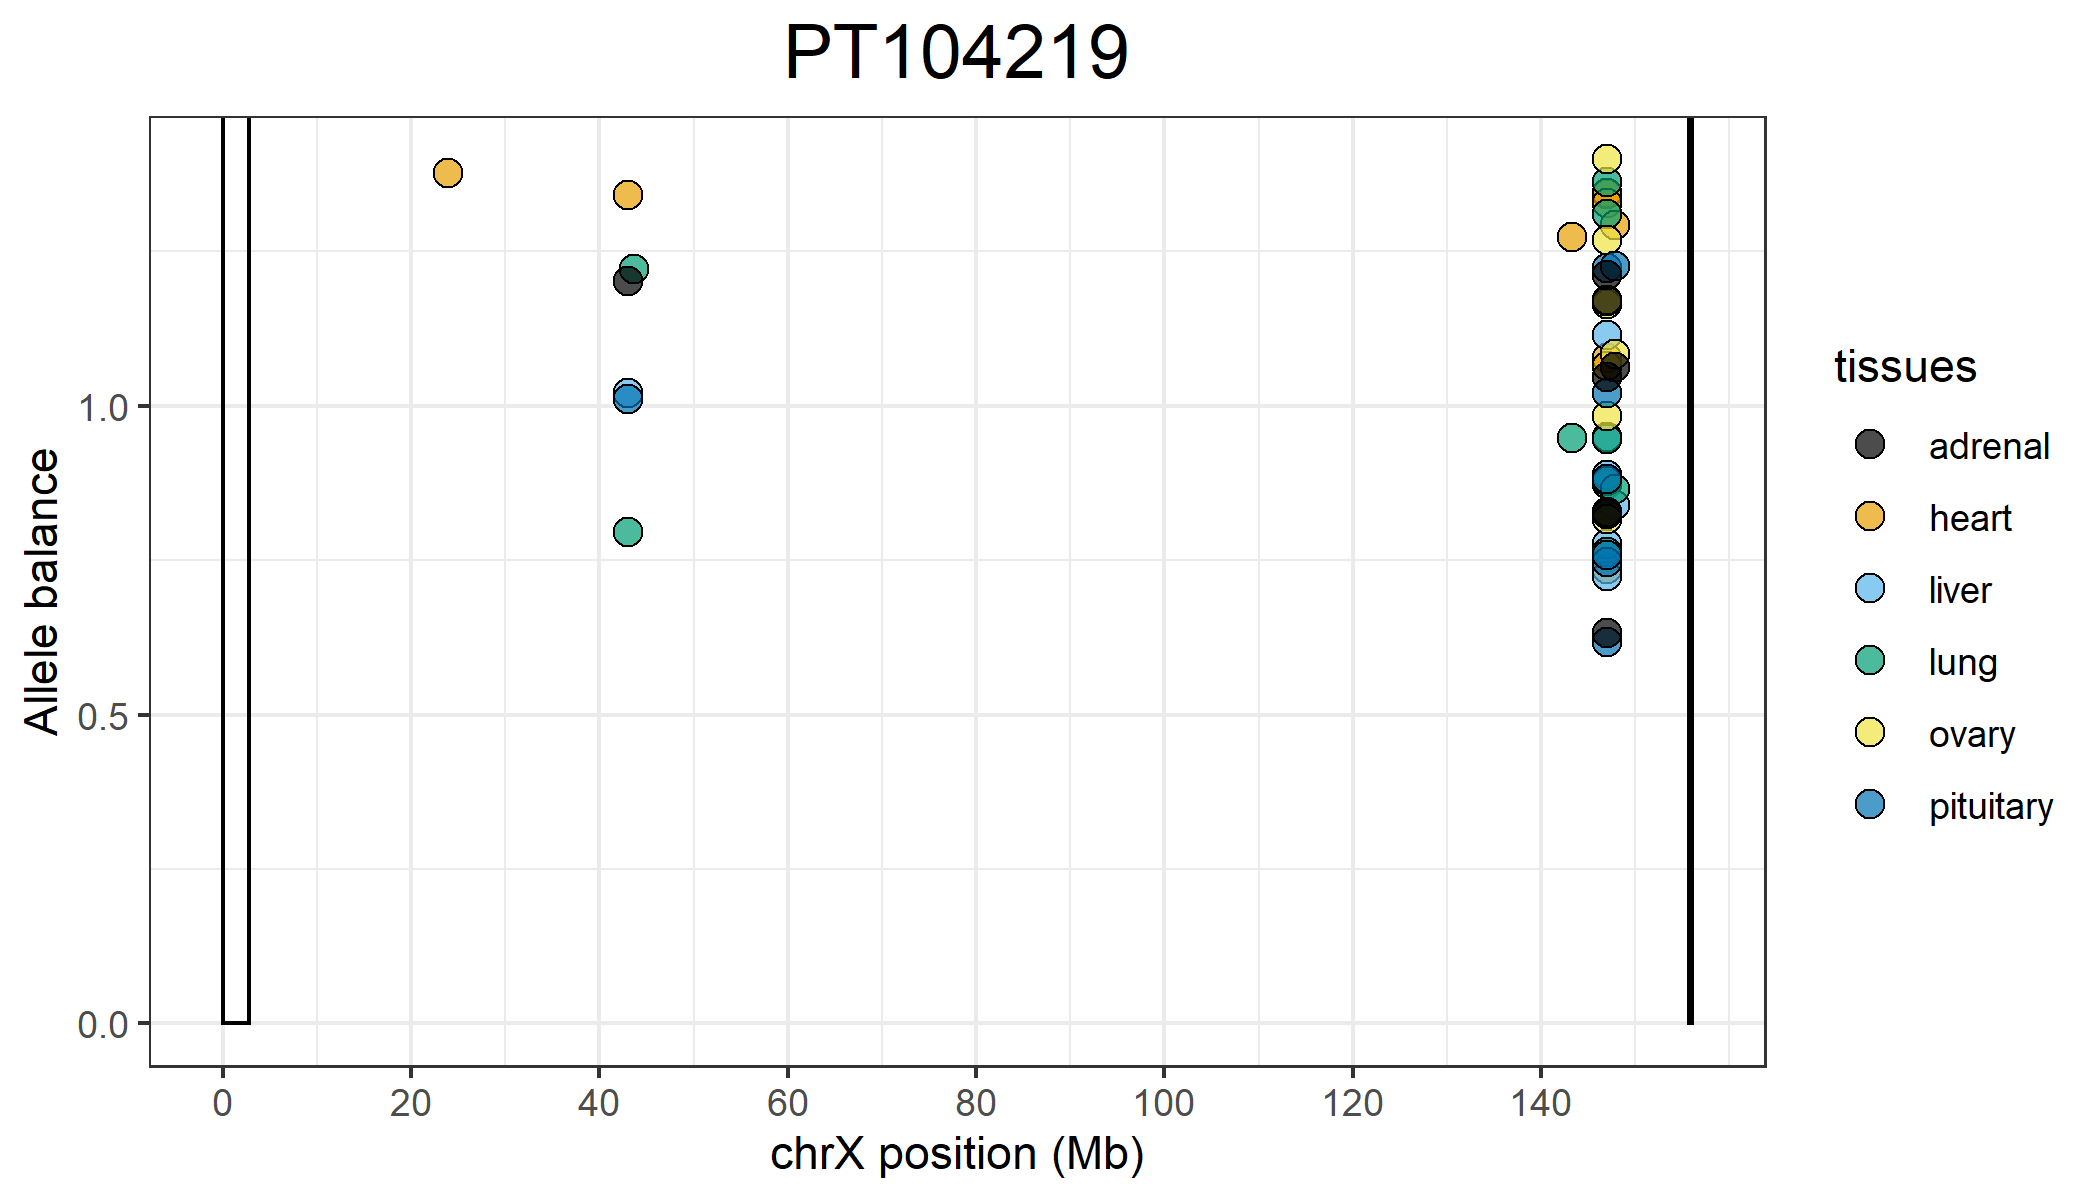 PT104219
Allele balance
1.0
0.5
0.0
0 20 40 60 80 100 120 140
chrX position (Mb)
tissues
adrenal
heart
liver
lung
ovary
pituitary